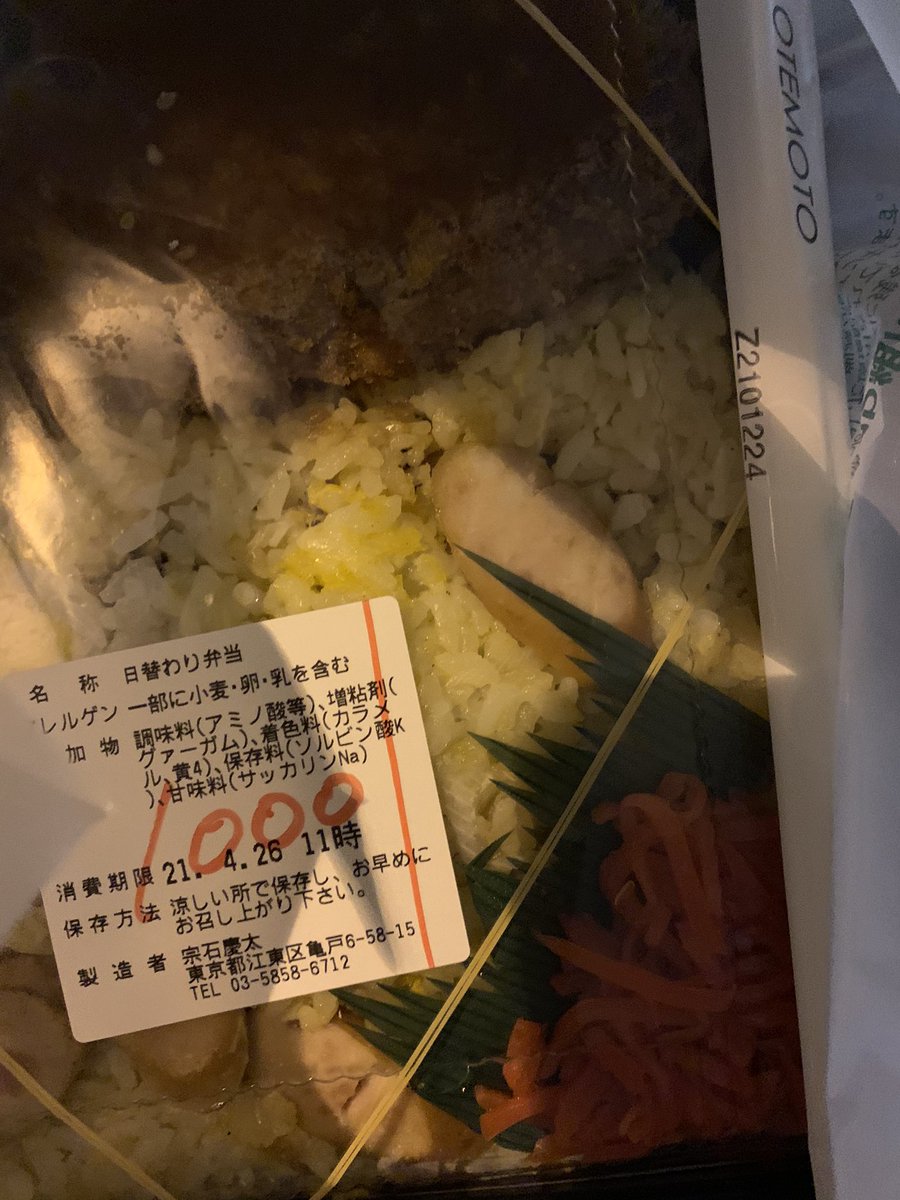 OTEMOTO
Z2101224
名 称 日替わり弁当
レルゲン 一部に小麦・卵・乳を含む
加 物 調味料(アミノ酸等)、増粘剤(
グァーガム)、着色料(カラメ
ル、黄4)、保存料(ソルビン酸K
)、甘味料(サッカリンNa)
1000
消費期限 21. 4.26 11時
保存方法 涼しい所で保存し、お早めに
お召し上がり下さい。
製 造 者 宗石慶太
東京都江東区亀戸6-58-15
TEL 03-5858-6712